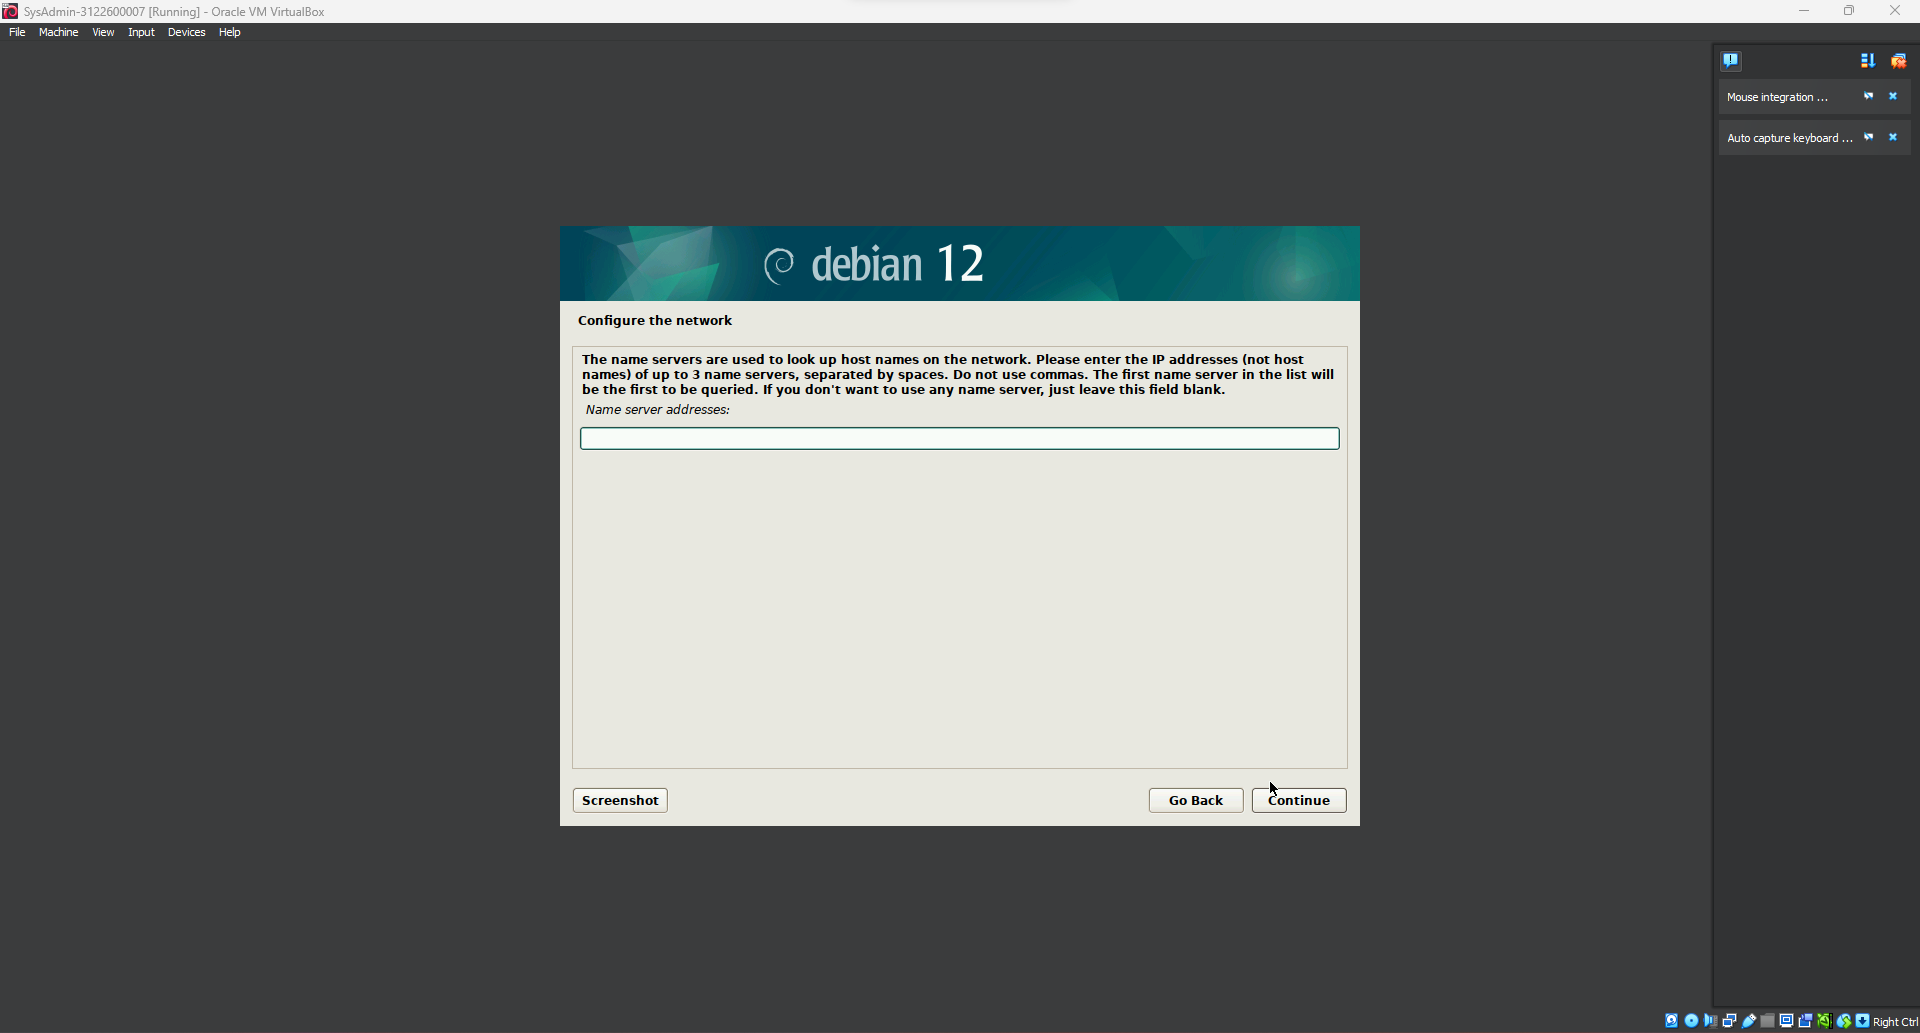 SysAdmin-3122600007 [Running] - Oracle VM VirtualBox
File Machine View Input Devices Help
Mouse integration ...
Auto capture keyboard ...
debian 12
Configure the network
The name servers are used to look up host names on the network. Please enter the IP addresses (not host
names) of up to 3 name servers, separated by spaces. Do not use commas. The first name server in the list will
be the first to be queried. If you don't want to use any name server, just leave this field blank.
Name server addresses:
Screenshot Go Back Continue
Right Ctrl